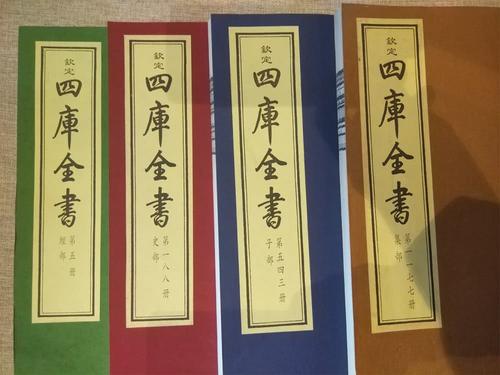 欽定
四庫全書
第五冊
經部
欽定
四庫全書
第一八八冊
史部
欽定
四庫全書
第五四三冊
子部
欽定
四庫全書
第一一七七冊
集部